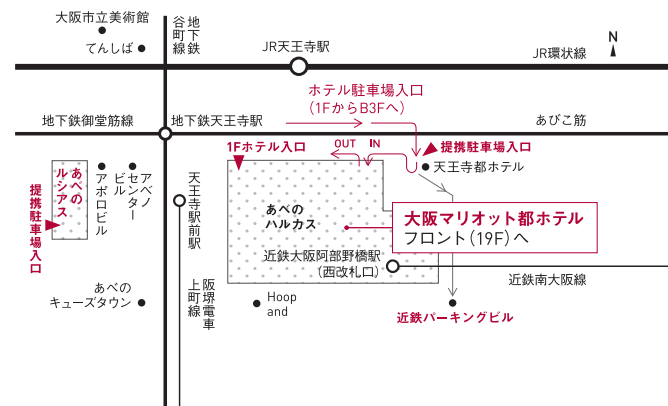 大阪市立美術館
てんしば
地下鉄
谷町線
JR天王寺駅
N
JR環状線
ホテル駐車場入口
(1FからB3Fへ)
地下鉄御堂筋線
地下鉄天王寺駅
あびこ筋
1Fホテル入口
OUT
IN
提携駐車場入口
天王寺都ホテル
あべの
ルシアス
提携駐車場入口
アポロビル
アベノ
センター
ビル
天王寺駅前駅
あべの
ハルカス
大阪マリオット都ホテル
フロント(19F)へ
近鉄大阪阿部野橋駅
(西改札口)
近鉄南大阪線
あべの
キューズタウン
阪堺電車
上町線
Hoop
and
近鉄パーキングビル